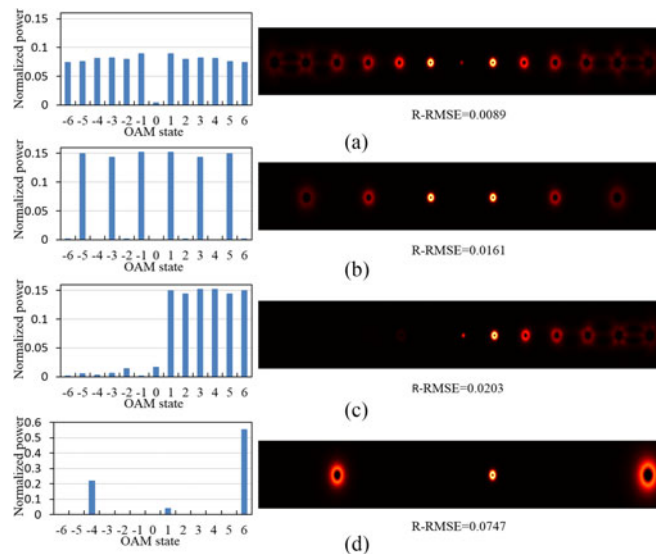 Normalized power
0.15
0.1
0.05
0
-6 -5 -4 -3 -2 -1 0 1 2 3 4 5 6
OAM state
R-RMSE=0.0089
(a)
Normalized power
0.15
0.1
0.05
0
-6 -5 -4 -3 -2 -1 0 1 2 3 4 5 6
OAM state
R-RMSE=0.0161
(b)
Normalized power
0.15
0.1
0.05
0
-6 -5 -4 -3 -2 -1 0 1 2 3 4 5 6
OAM state
R-RMSE=0.0203
(c)
Normalized power
0.6
0.5
0.4
0.3
0.2
0.1
0
-6 -5 -4 -3 -2 -1 0 1 2 3 4 5 6
OAM state
R-RMSE=0.0747
(d)